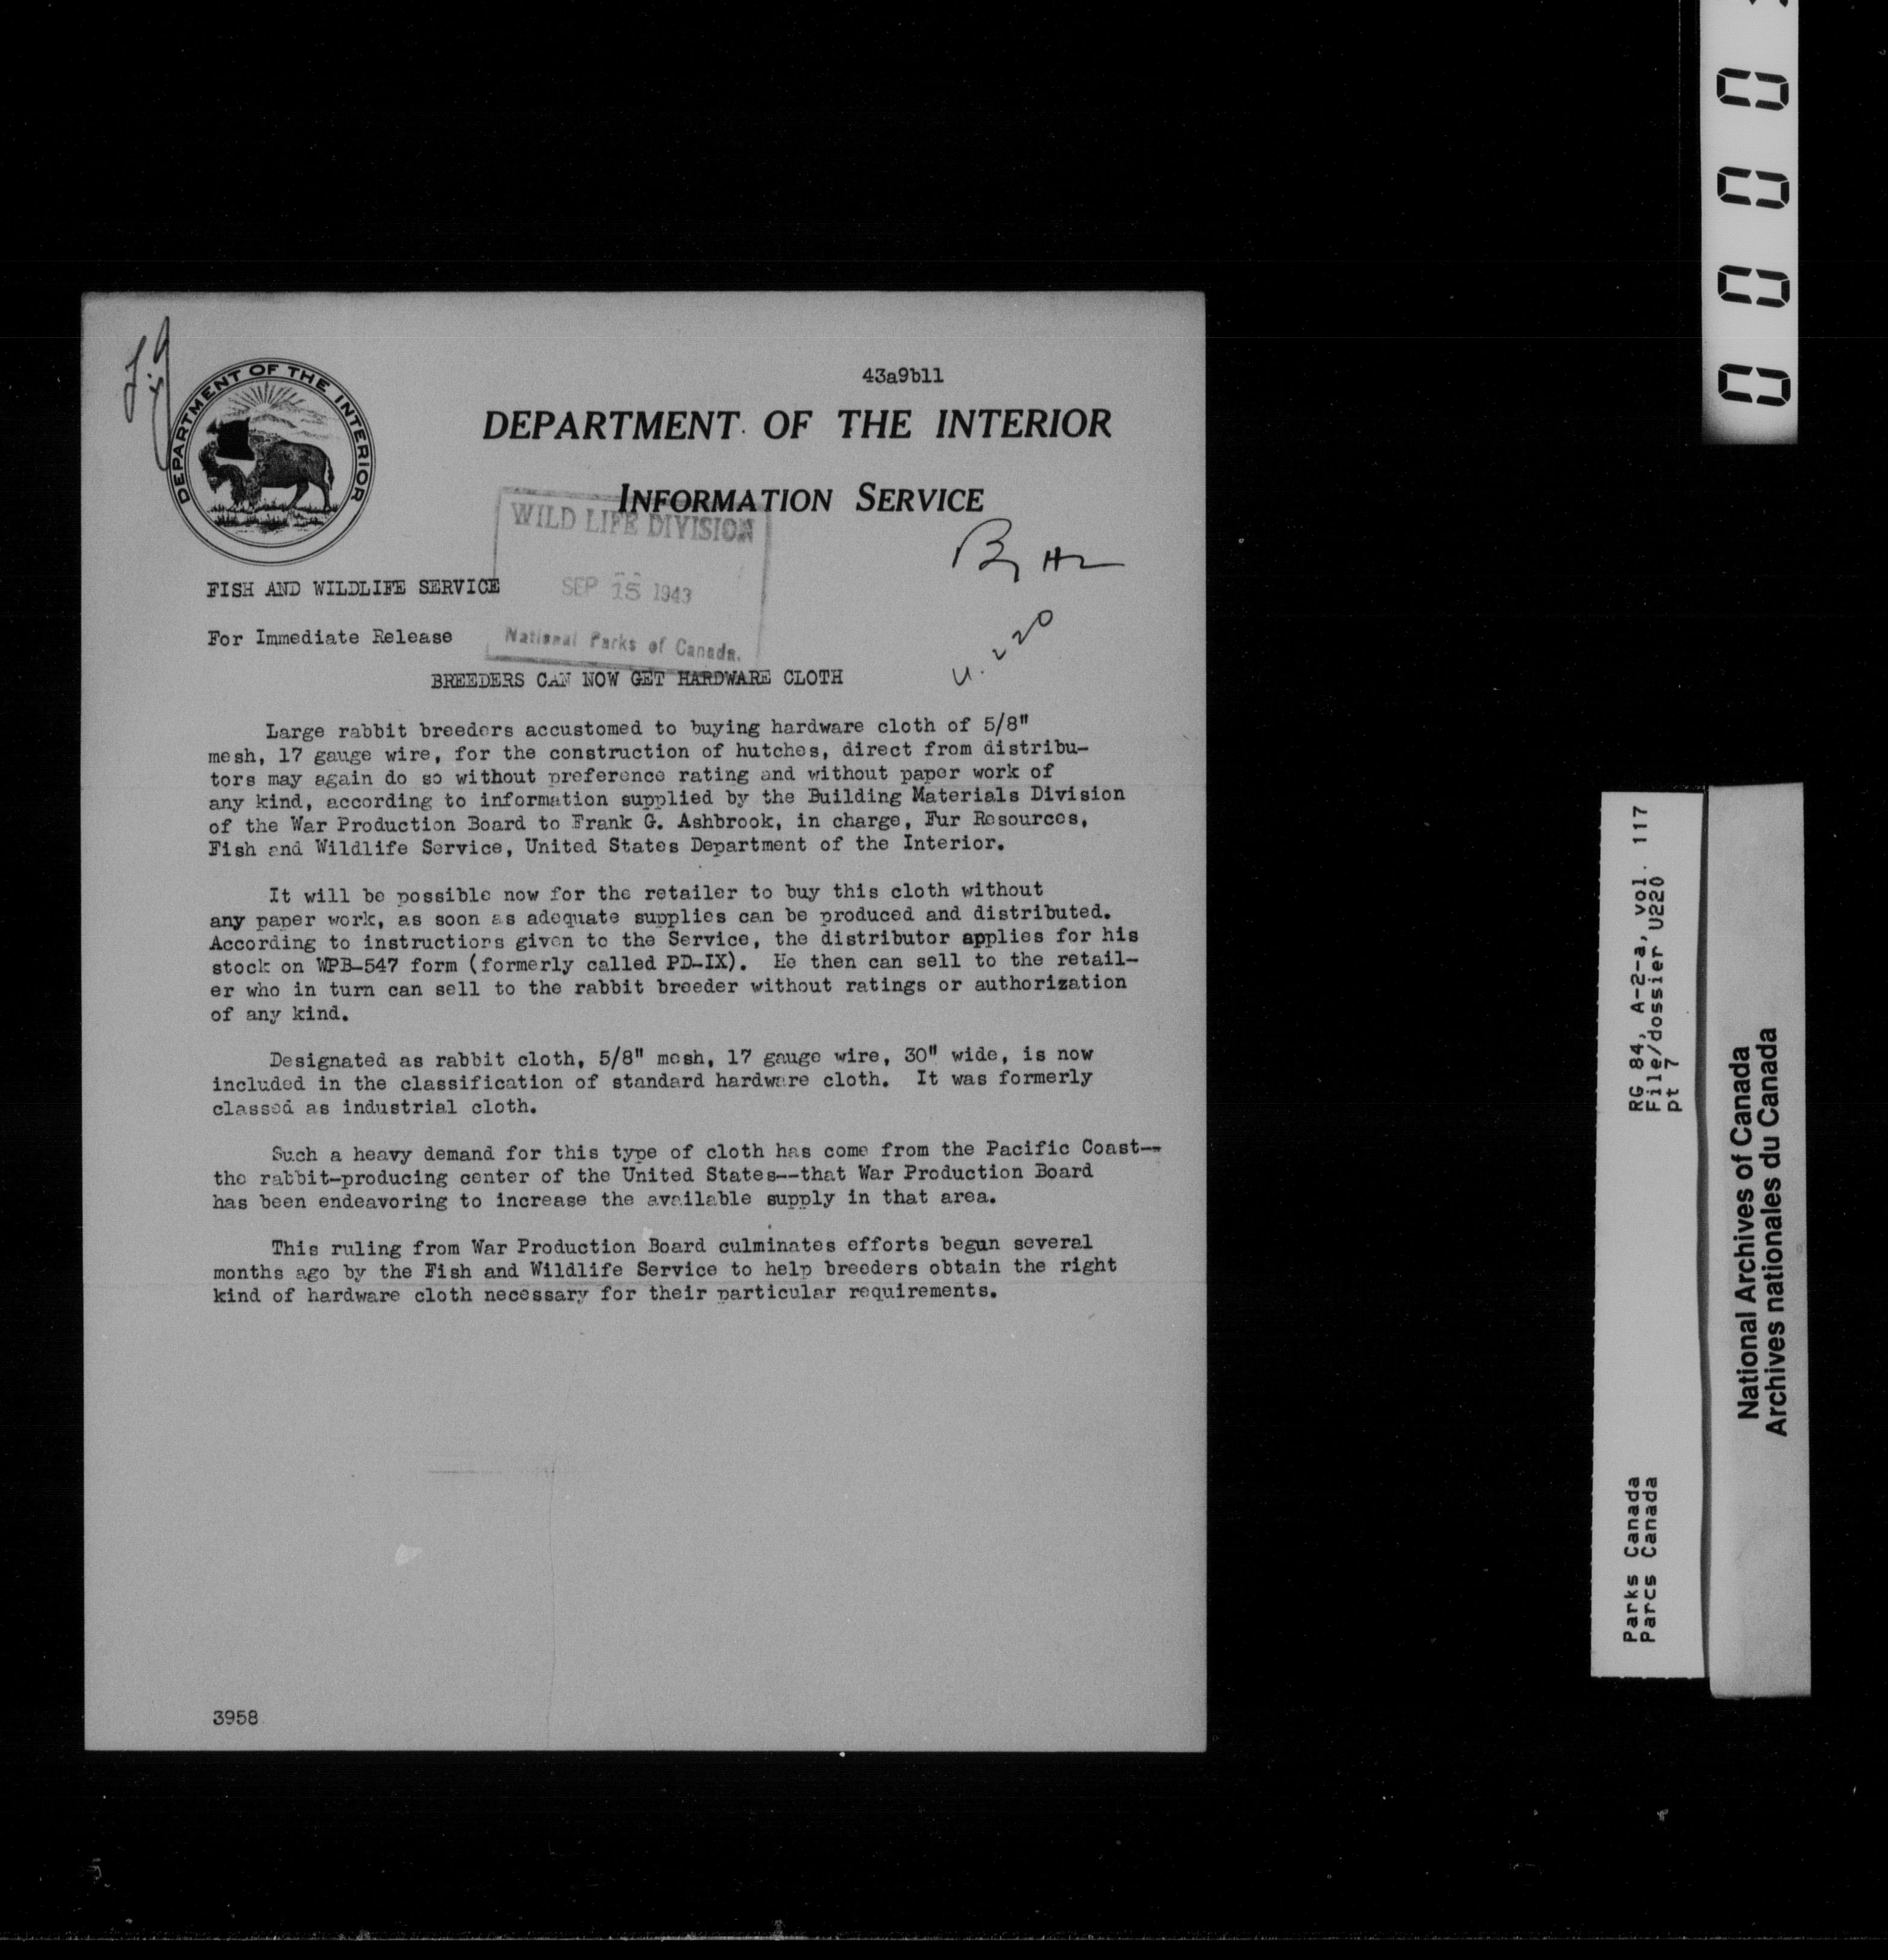 43a9b11
DEPARTMENT OF THE INTERIOR
DEPARTMENT OF THE INTERIOR
INFORMATION SERVICE
WILD LIFE DIVISION
SEP 15 1943
National Parks of Canada.
FISH AND WILDLIFE SERVICE
For Immediate Release
U. 220
BREEDERS CAN NOW GET HARDWARE CLOTH
Large rabbit breeders accustomed to buying hardware cloth of 5/8"
mesh, 17 gauge wire, for the construction of hutches, direct from distribu-
tors may again do so without preference rating and without paper work of
any kind, according to information supplied by the Building Materials Division
of the War Production Board to Frank G. Ashbrook, in charge, Fur Resources,
Fish and Wildlife Service, United States Department of the Interior.
It will be possible now for the retailer to buy this cloth without
any paper work, as soon as adequate supplies can be produced and distributed.
According to instructions given to the Service, the distributor applies for his
stock on WPB-547 form (formerly called PD-IX). He then can sell to the retail-
er who in turn can sell to the rabbit breeder without ratings or authorization
of any kind.
Designated as rabbit cloth, 5/8" mesh, 17 gauge wire, 30" wide, is now
included in the classification of standard hardware cloth. It was formerly
classed as industrial cloth.
Such a heavy demand for this type of cloth has come from the Pacific Coast--
the rabbit-producing center of the United States--that War Production Board
has been endeavoring to increase the available supply in that area.
This ruling from War Production Board culminates efforts begun several
months ago by the Fish and Wildlife Service to help breeders obtain the right
kind of hardware cloth necessary for their particular requirements.
3958
0000
RG 84, A-2-a, vol. 117
File/dossier U220
pt 7
Parks Canada
Parcs Canada
National Archives of Canada
Archives nationales du Canada